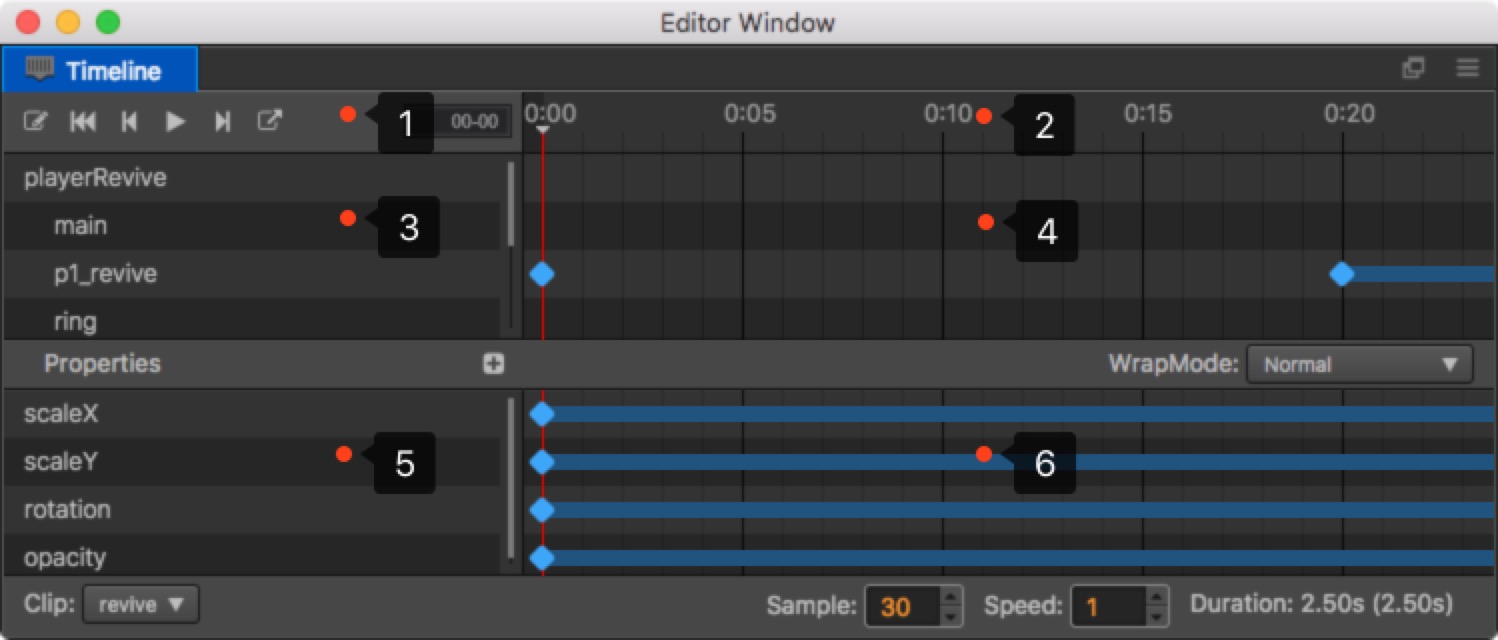 Editor Window
Timeline
1 00-00 0:00 0:05 0:10 2 0:15 0:20
playerRevive
main 3 4
p1_revive
ring
Properties WrapMode: Normal
scaleX
scaleY 5 6
rotation
opacity
Clip: revive Sample: 30 Speed: 1 Duration: 2.50s (2.50s)